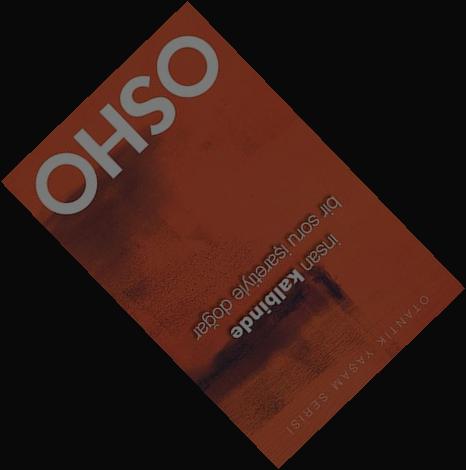 OTANTİK YAŞAM SERİSİ
insan kalbinde
bir soru işaretiyle doğar
OSHO